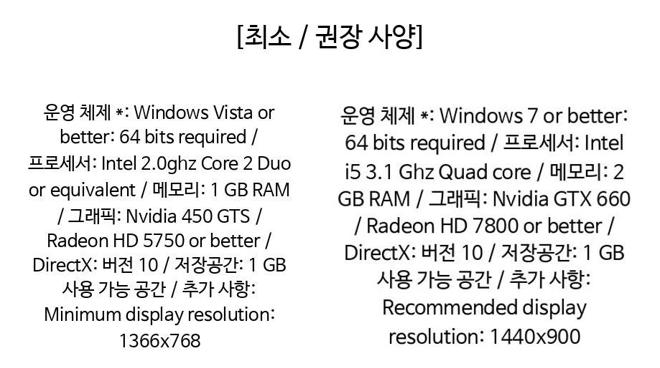 [최소 / 권장 사양]
운영 체제 *: Windows Vista or
better: 64 bits required /
프로세서: Intel 2.0ghz Core 2 Duo
or equivalent / 메모리: 1 GB RAM
/ 그래픽: Nvidia 450 GTS /
Radeon HD 5750 or better /
DirectX: 버전 10 / 저장공간: 1 GB
사용 가능 공간 / 추가 사항:
Minimum display resolution:
1366x768
운영 체제 *: Windows 7 or better:
64 bits required / 프로세서: Intel
i5 3.1 Ghz Quad core / 메모리: 2
GB RAM / 그래픽: Nvidia GTX 660
/ Radeon HD 7800 or better /
DirectX: 버전 10 / 저장공간: 1 GB
사용 가능 공간 / 추가 사항:
Recommended display
resolution: 1440x900